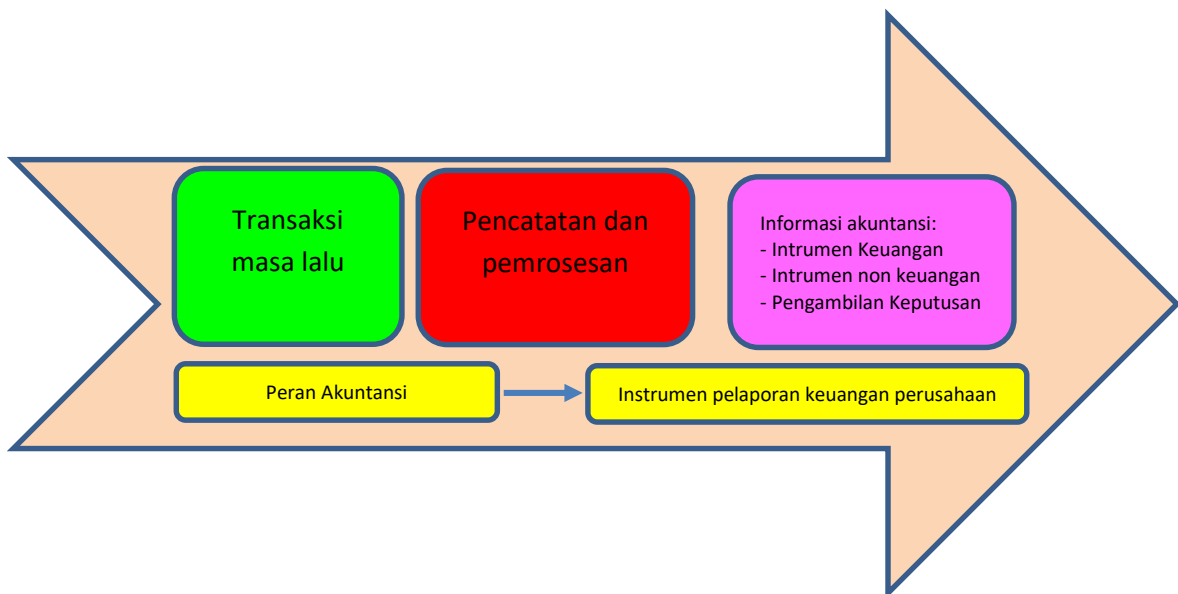 Transaksi
masa lalu
Pencatatan dan
pemrosesan
Informasi akuntansi:
- Intrumen Keuangan
- Intrumen non keuangan
- Pengambilan Keputusan
Peran Akuntansi
Instrumen pelaporan keuangan perusahaan